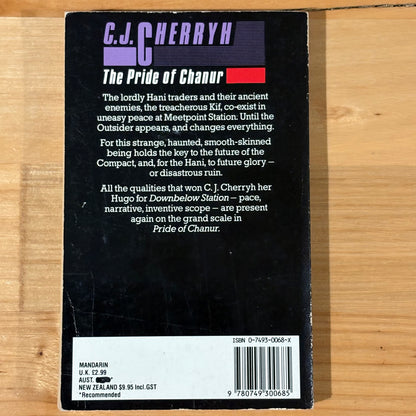 C.J. CHERRYH
The Pride of Chanur
The lordly Hani traders and their ancient
enemies, the treacherous Kif, co-exist in
uneasy peace at Meetpoint Station. Until the
Outsider appears, and changes everything.
For this strange, haunted, smooth-skinned
being holds the key to the future of the
Compact, and, for the Hani, to future glory –
or disastrous ruin.
All the qualities that won C. J. Cherryh her
Hugo for Downbelow Station – pace,
narrative, inventive scope – are present
again on the grand scale in
Pride of Chanur.
ISBN 0-7493-0068-X
MANDARIN
U.K. £2.99
AUST.
NEW ZEALAND $9.95 Incl.GST
*Recommended
9 780749 300685